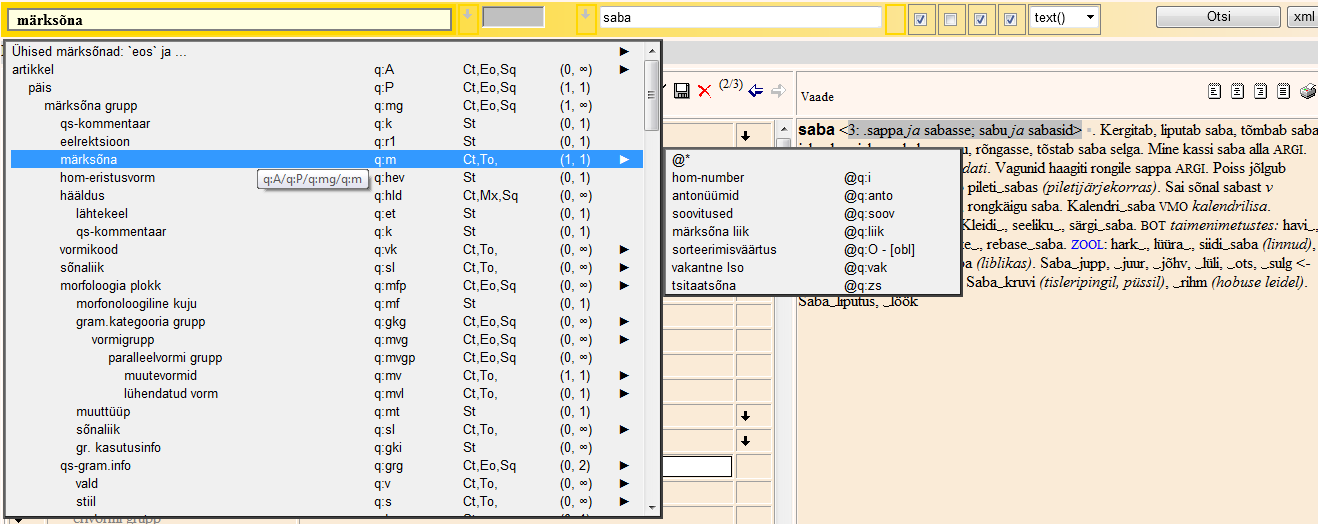 märksõna saba text() Otsi xml
Ühised märksõnad: `eos` ja ...
artikkel q:A Ct,Eo,Sq (0, ∞)
päis q:P Ct,Eo,Sq (1, 1)
märksõna grupp q:mg Ct,Eo,Sq (1, ∞)
qs-kommentaar q:k St (0, 1)
eelrektsioon q:r1 St (0, 1)
märksõna q:m Ct,To, (1, 1)
hom-eristusvorm q:hev St (0, 1)
q:A/q:P/q:mg/q:m
hääldus q:hld Ct,Mx,Sq (0, ∞)
lähtekeel q:et St (0, 1)
qs-kommentaar q:k St (0, 1)
vormikood q:vk Ct,To, (0, ∞)
sõnaliik q:sl Ct,To, (0, ∞)
morfoloogia plokk q:mfp Ct,Eo,Sq (0, ∞)
morfonoloogiline kuju q:mf St (0, 1)
gram.kategooria grupp q:gkg Ct,Eo,Sq (0, ∞)
vormigrupp q:mvg Ct,Eo,Sq (0, ∞)
paralleelvormi grupp q:mvgp Ct,Eo,Sq (0, ∞)
muutevormid q:mv Ct,To, (1, 1)
lühendatud vorm q:mvl Ct,To, (0, 1)
muuttüüp q:mt St (0, 1)
sõnaliik q:sl Ct,To, (0, ∞)
gr. kasutusinfo q:gki St (0, ∞)
qs-gram.info q:grg Ct,Eo,Sq (0, 2)
vald q:v Ct,To, (0, ∞)
stiil q:s Ct,To, (0, ∞)
@*
hom-number @q:i
antonüümid @q:anto
soovitused @q:soov
märksõna liik @q:liik
sorteerimisväärtus @q:O - [obl]
vakantne lso @q:vak
tsitaatsõna @q:zs
(2/3)
Vaade
saba <3: .sappa ja sabasse; sabu ja sabasid> . Kergitab, liputab saba, tõmbab saba
rõngasse, tõstab saba selga. Mine kassi saba alla ARGI.
dati. Vagunid haagiti rongile sappa ARGI. Poiss jõlgub
pileti_sabas (piletijärjekorras). Sai sõnal sabast v
rongkäigu saba. Kalendri_saba VMO kalendrilisa.
Kleidi_, seeliku_, särgi_saba. BOT taimenimetustes: havi_,
rebase_saba. ZOOL: hark_, lüüra_, siidi_saba (linnud),
(liblikas). Saba_jupp, _juur, _jõhv, _lüli, _ots, _sulg <-
Saba_kruvi (tisleripingil, püssil), _rihm (hobuse leidel).
Saba_liputus, _löök